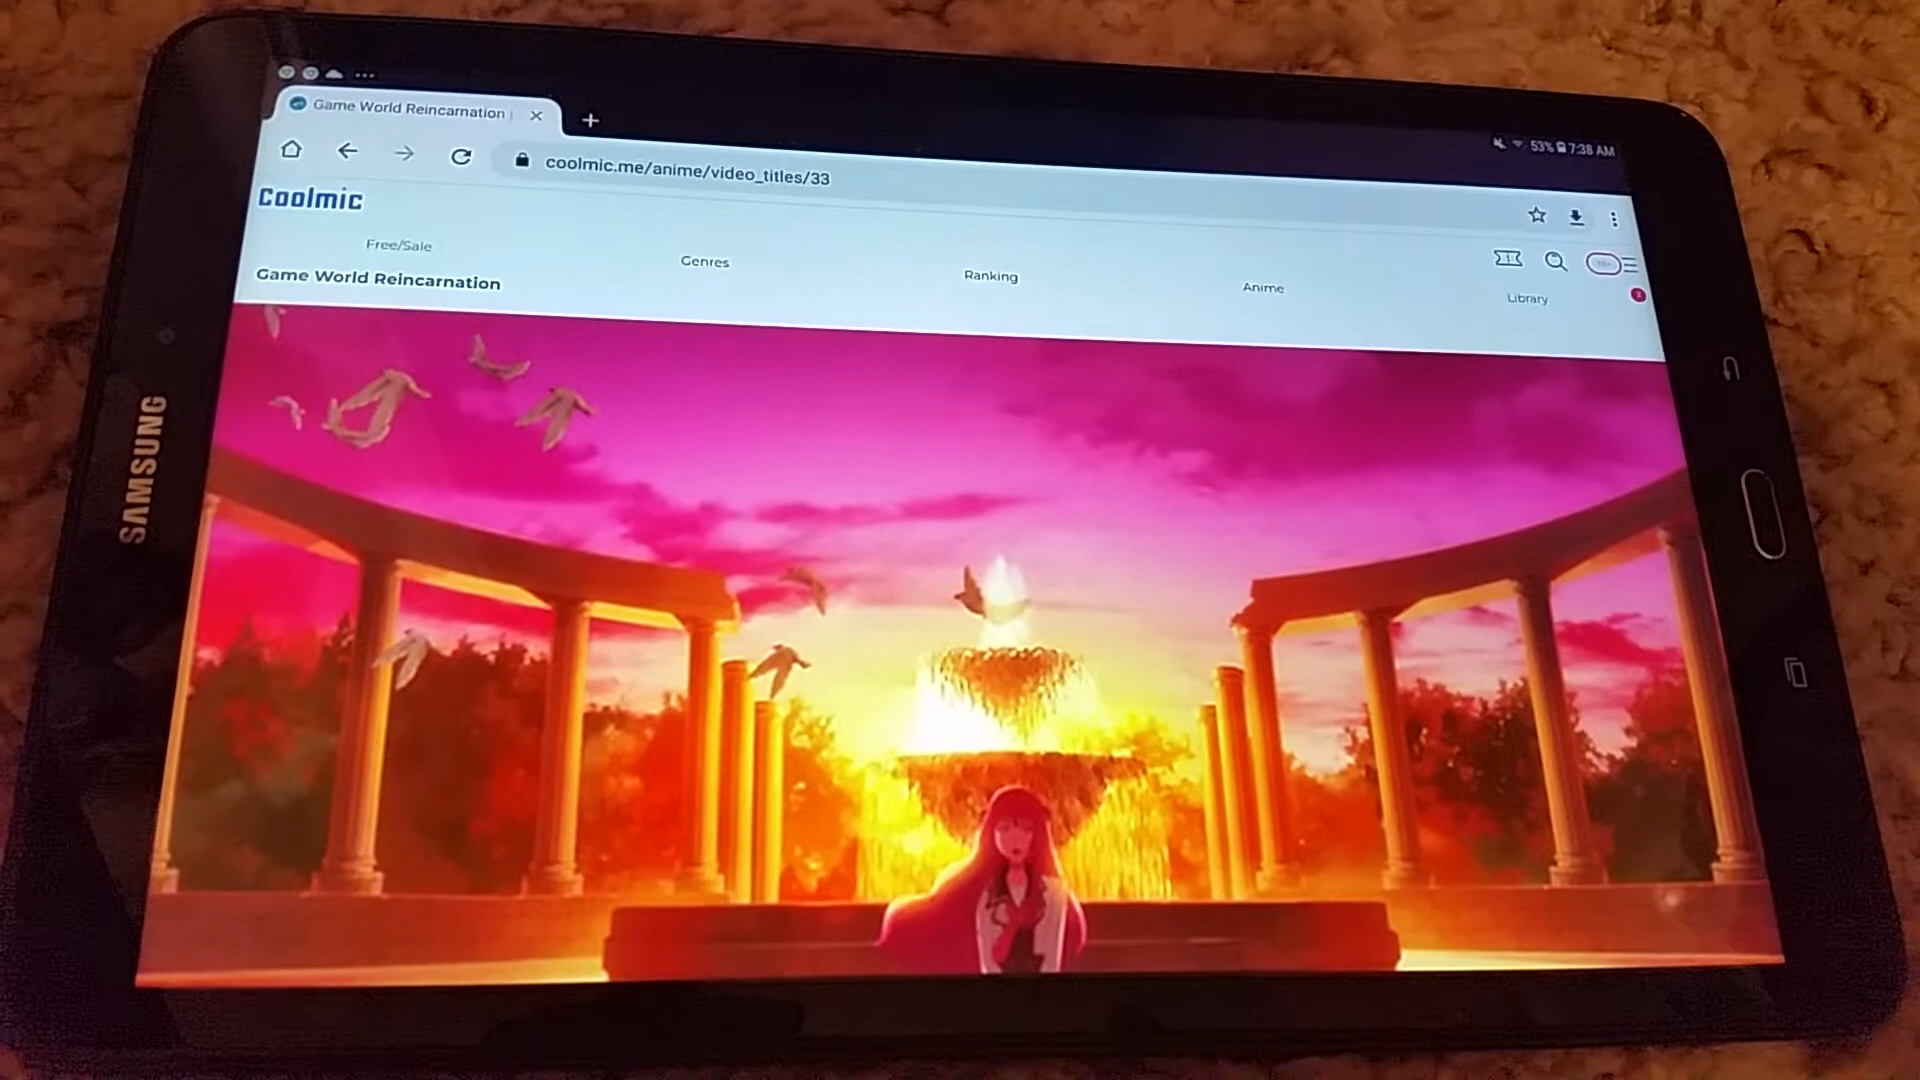 Game World Reincarnation
53% 7:38 AM
coolmic.me/anime/video_titles/33
Coolmic
Free/Sale
Genres
Ranking
Anime
Library
Game World Reincarnation
SAMSUNG